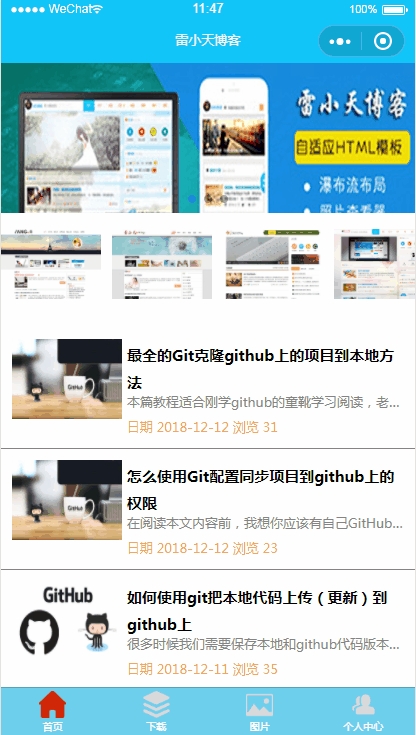 WeChat
11:47
100%
雷小天博客
雷小天博客
自适应HTML模板
瀑布流布局
图片查看器
最全的Git克隆github上的项目到本地方
法
本篇教程适合刚学github的童靴学习阅读，老...
日期 2018-12-12 浏览 31
怎么使用Git配置同步项目到github上的
权限
在阅读本文内容前，我想你应该有自己GitHub...
日期 2018-12-12 浏览 23
GitHub
如何使用git把本地代码上传（更新）到
github上
很多时候我们需要保存本地和github代码版本...
日期 2018-12-11 浏览 35
首页
下载
图片
个人中心